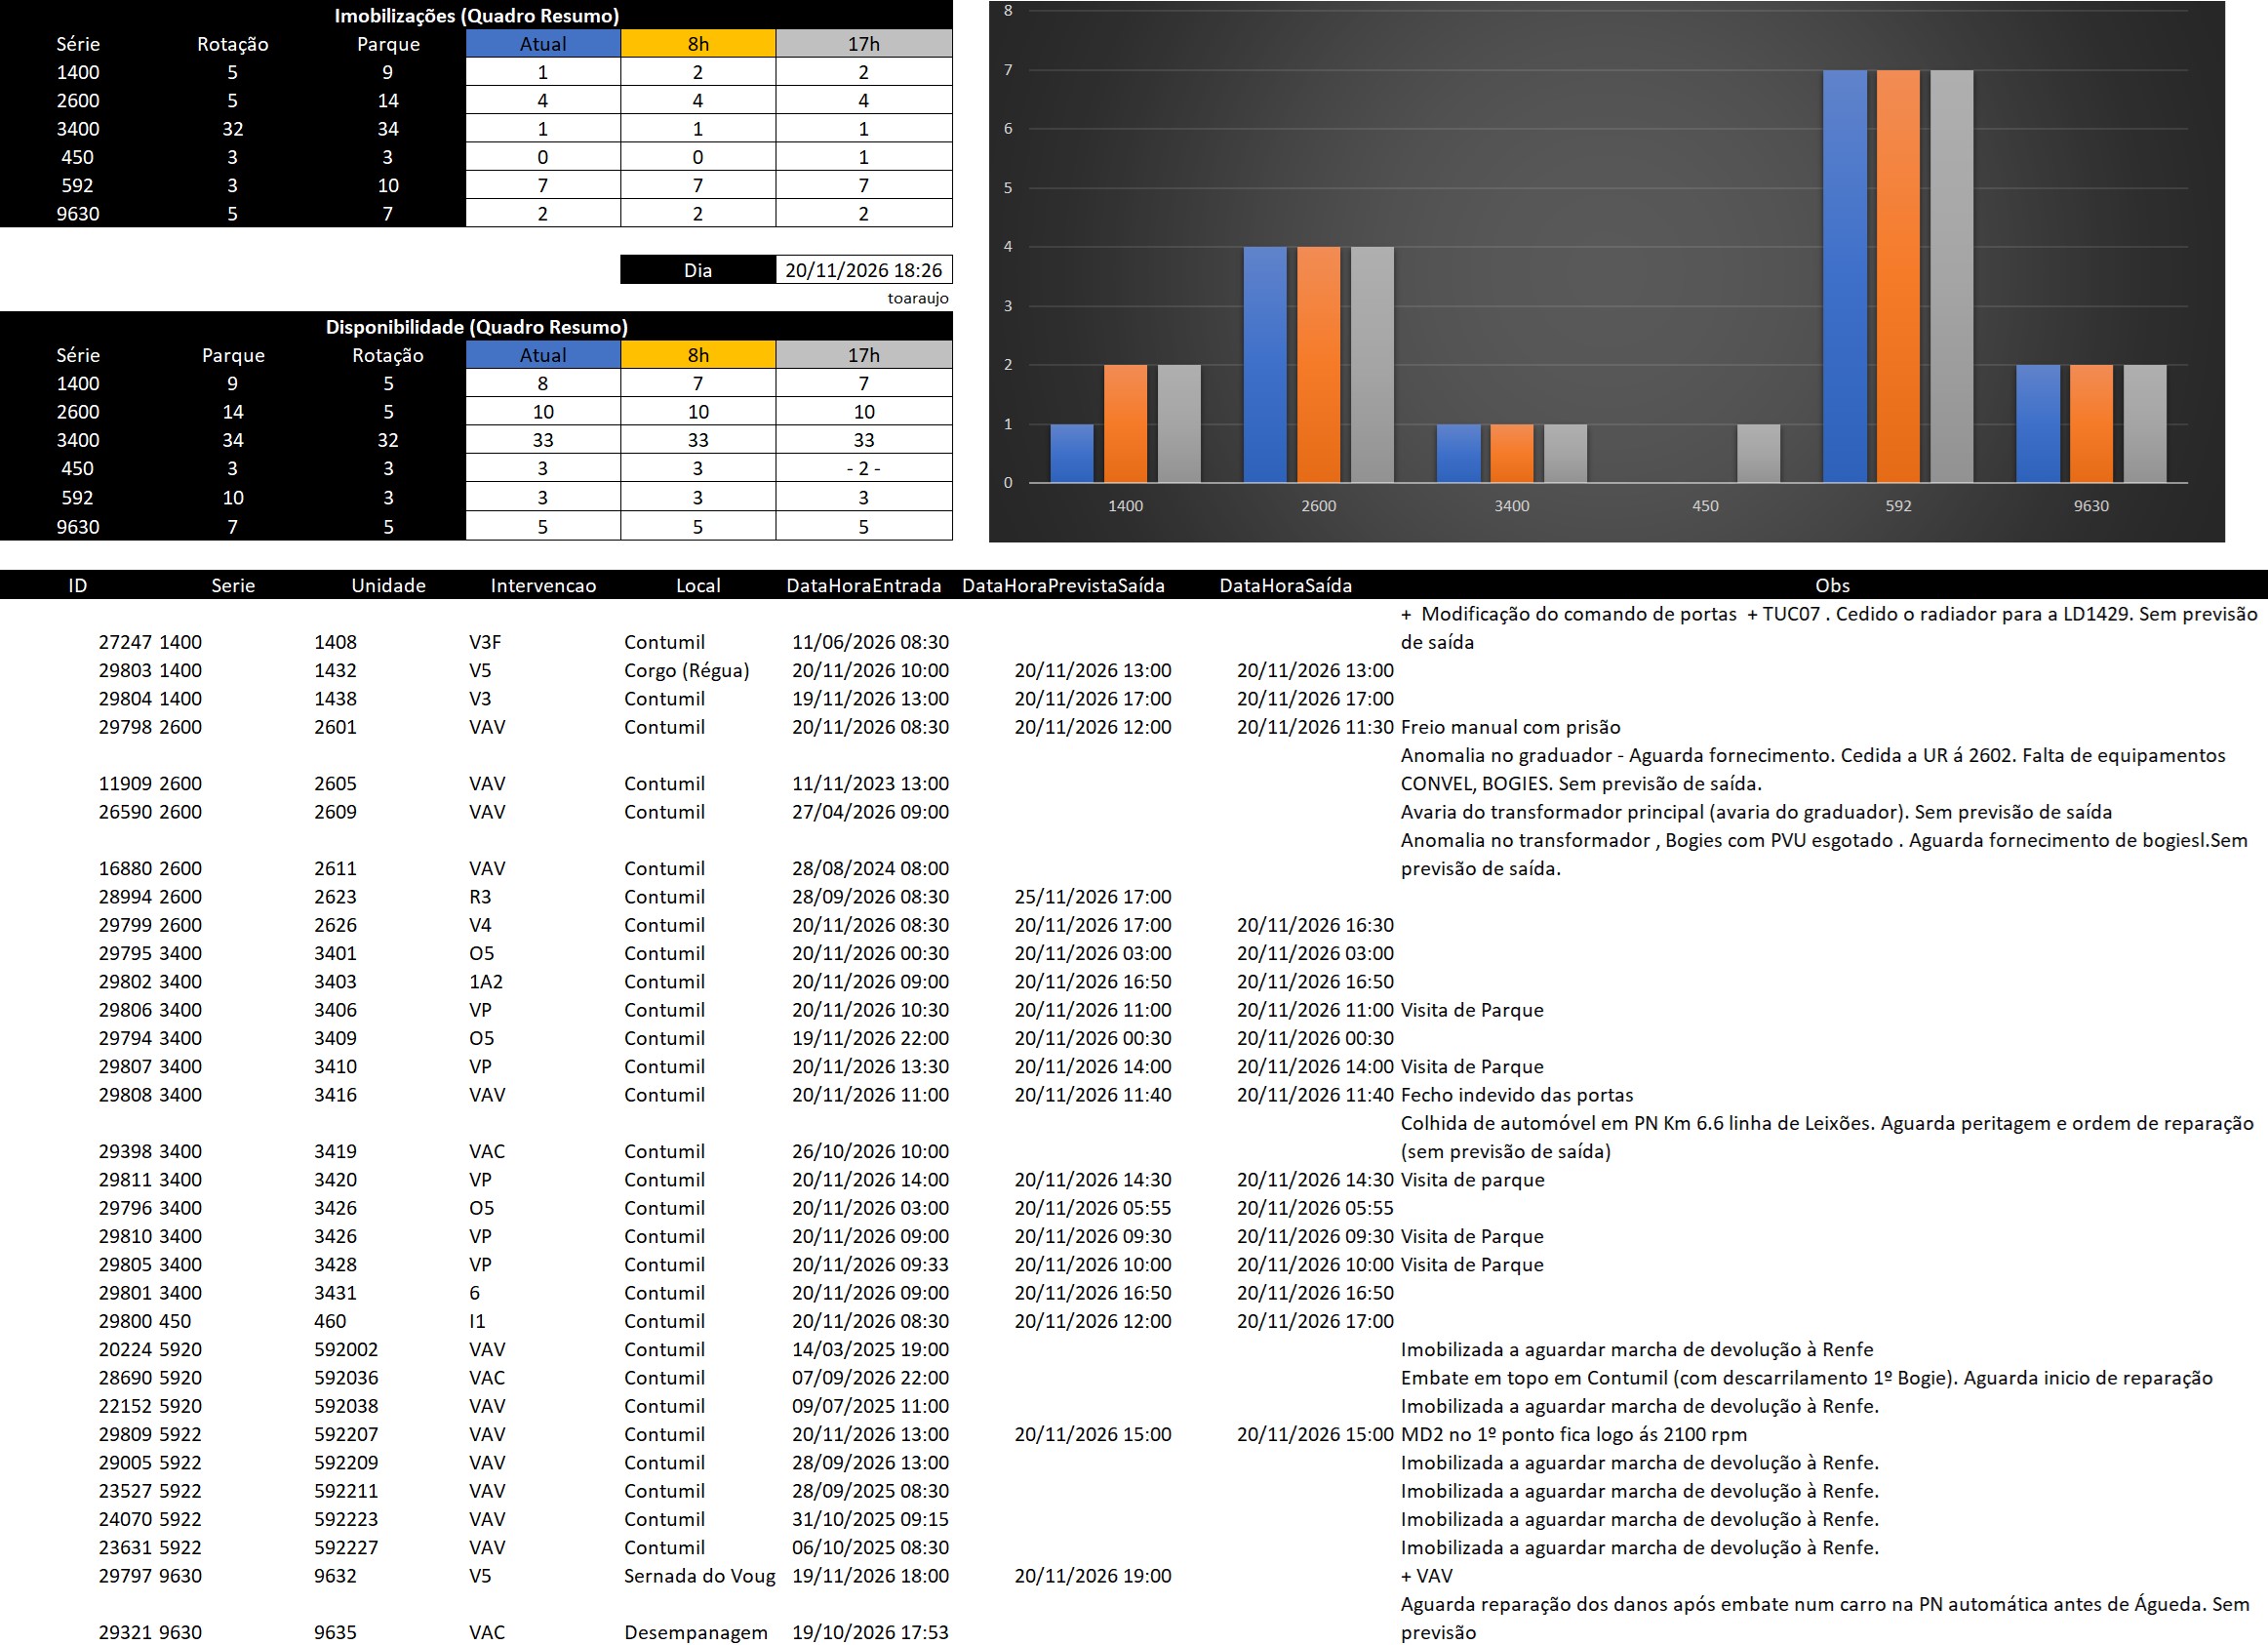 Imobilizações (Quadro Resumo)
Série Rotação Parque Atual 8h 17h
1400 5 9 1 2 2
2600 5 14 4 4 4
3400 32 34 1 1 1
450 3 3 0 0 1
592 3 10 7 7 7
9630 5 7 2 2 2
Dia 20/11/2026 18:26
toaraujo
Disponibilidade (Quadro Resumo)
Série Parque Rotação Atual 8h 17h
1400 9 5 8 7 7
2600 14 5 10 10 10
3400 34 32 33 33 33
450 3 3 3 3 - 2 -
592 10 3 3 3 3
9630 7 5 5 5 5
8
7
6
5
4
3
2
1
0
1400 2600 3400 450 592 9630
ID Serie Unidade Intervencao Local DataHoraEntrada DataHoraPrevistaSaída DataHoraSaída Obs
+ Modificação do comando de portas + TUC07 . Cedido o radiador para a LD1429. Sem previsão
27247 1400 1408 V3F Contumil 11/06/2026 08:30 de saída
29803 1400 1432 V5 Corgo (Régua) 20/11/2026 10:00 20/11/2026 13:00 20/11/2026 13:00
29804 1400 1438 V3 Contumil 19/11/2026 13:00 20/11/2026 17:00 20/11/2026 17:00
29798 2600 2601 VAV Contumil 20/11/2026 08:30 20/11/2026 12:00 20/11/2026 11:30 Freio manual com prisão
Anomalia no graduador - Aguarda fornecimento. Cedida a UR á 2602. Falta de equipamentos
11909 2600 2605 VAV Contumil 11/11/2023 13:00 CONVEL, BOGIES. Sem previsão de saída.
26590 2600 2609 VAV Contumil 27/04/2026 09:00 Avaria do transformador principal (avaria do graduador). Sem previsão de saída
Anomalia no transformador , Bogies com PVU esgotado . Aguarda fornecimento de bogiesl.Sem
16880 2600 2611 VAV Contumil 28/08/2024 08:00 previsão de saída.
28994 2600 2623 R3 Contumil 28/09/2026 08:30 25/11/2026 17:00
29799 2600 2626 V4 Contumil 20/11/2026 08:30 20/11/2026 17:00 20/11/2026 16:30
29795 3400 3401 O5 Contumil 20/11/2026 00:30 20/11/2026 03:00 20/11/2026 03:00
29802 3400 3403 1A2 Contumil 20/11/2026 09:00 20/11/2026 16:50 20/11/2026 16:50
29806 3400 3406 VP Contumil 20/11/2026 10:30 20/11/2026 11:00 20/11/2026 11:00 Visita de Parque
29794 3400 3409 O5 Contumil 19/11/2026 22:00 20/11/2026 00:30 20/11/2026 00:30
29807 3400 3410 VP Contumil 20/11/2026 13:30 20/11/2026 14:00 20/11/2026 14:00 Visita de Parque
29808 3400 3416 VAV Contumil 20/11/2026 11:00 20/11/2026 11:40 20/11/2026 11:40 Fecho indevido das portas
Colhida de automóvel em PN Km 6.6 linha de Leixões. Aguarda peritagem e ordem de reparação
29398 3400 3419 VAC Contumil 26/10/2026 10:00 (sem previsão de saída)
29811 3400 3420 VP Contumil 20/11/2026 14:00 20/11/2026 14:30 20/11/2026 14:30 Visita de parque
29796 3400 3426 O5 Contumil 20/11/2026 03:00 20/11/2026 05:55 20/11/2026 05:55
29810 3400 3426 VP Contumil 20/11/2026 09:00 20/11/2026 09:30 20/11/2026 09:30 Visita de Parque
29805 3400 3428 VP Contumil 20/11/2026 09:33 20/11/2026 10:00 20/11/2026 10:00 Visita de Parque
29801 3400 3431 6 Contumil 20/11/2026 09:00 20/11/2026 16:50 20/11/2026 16:50
29800 450 460 I1 Contumil 20/11/2026 08:30 20/11/2026 12:00 20/11/2026 17:00
20224 5920 592002 VAV Contumil 14/03/2025 19:00 Imobilizada a aguardar marcha de devolução à Renfe
28690 5920 592036 VAC Contumil 07/09/2026 22:00 Embate em topo em Contumil (com descarrilamento 1º Bogie). Aguarda inicio de reparação
22152 5920 592038 VAV Contumil 09/07/2025 11:00 Imobilizada a aguardar marcha de devolução à Renfe.
29809 5922 592207 VAV Contumil 20/11/2026 13:00 20/11/2026 15:00 20/11/2026 15:00 MD2 no 1º ponto fica logo ás 2100 rpm
29005 5922 592209 VAV Contumil 28/09/2026 13:00 Imobilizada a aguardar marcha de devolução à Renfe.
23527 5922 592211 VAV Contumil 28/09/2025 08:30 Imobilizada a aguardar marcha de devolução à Renfe.
24070 5922 592223 VAV Contumil 31/10/2025 09:15 Imobilizada a aguardar marcha de devolução à Renfe.
23631 5922 592227 VAV Contumil 06/10/2025 08:30 Imobilizada a aguardar marcha de devolução à Renfe.
29797 9630 9632 V5 Sernada do Voug 19/11/2026 18:00 20/11/2026 19:00 + VAV
Aguarda reparação dos danos após embate num carro na PN automática antes de Águeda. Sem
29321 9630 9635 VAC Desempanagem 19/10/2026 17:53 previsão